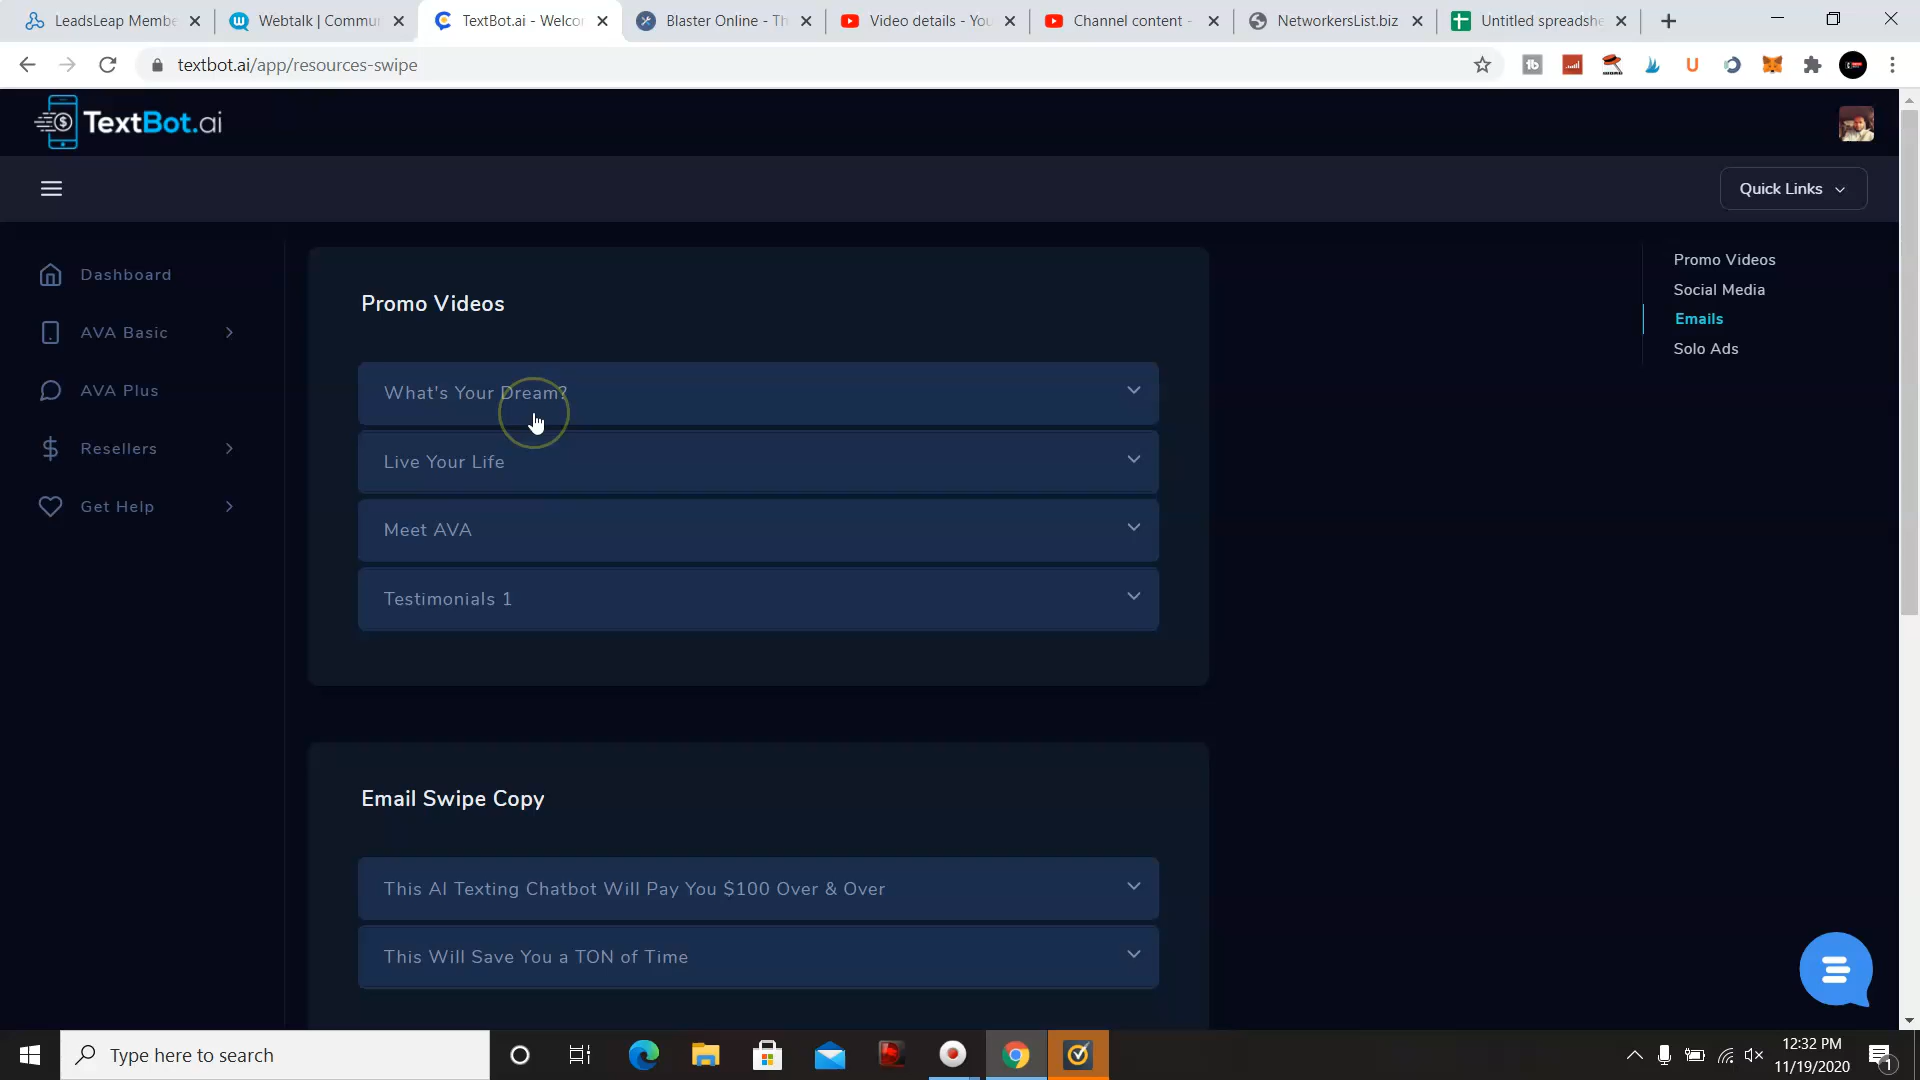 LeadsLeap Membe
Webtalk | Commu
TextBot.ai - Welco
Blaster Online - Th
Video details - You
Channel content -
NetworkersList.biz
Untitled spreadshe
textbot.ai/app/resources-swipe
TextBot.ai
Quick Links
Dashboard
AVA Basic
AVA Plus
Resellers
Get Help
Promo Videos
What's Your Dream?
Live Your Life
Meet AVA
Testimonials 1
Email Swipe Copy
This AI Texting Chatbot Will Pay You $100 Over & Over
This Will Save You a TON of Time
Promo Videos
Social Media
Emails
Solo Ads
Type here to search
12:32 PM
11/19/2020
1